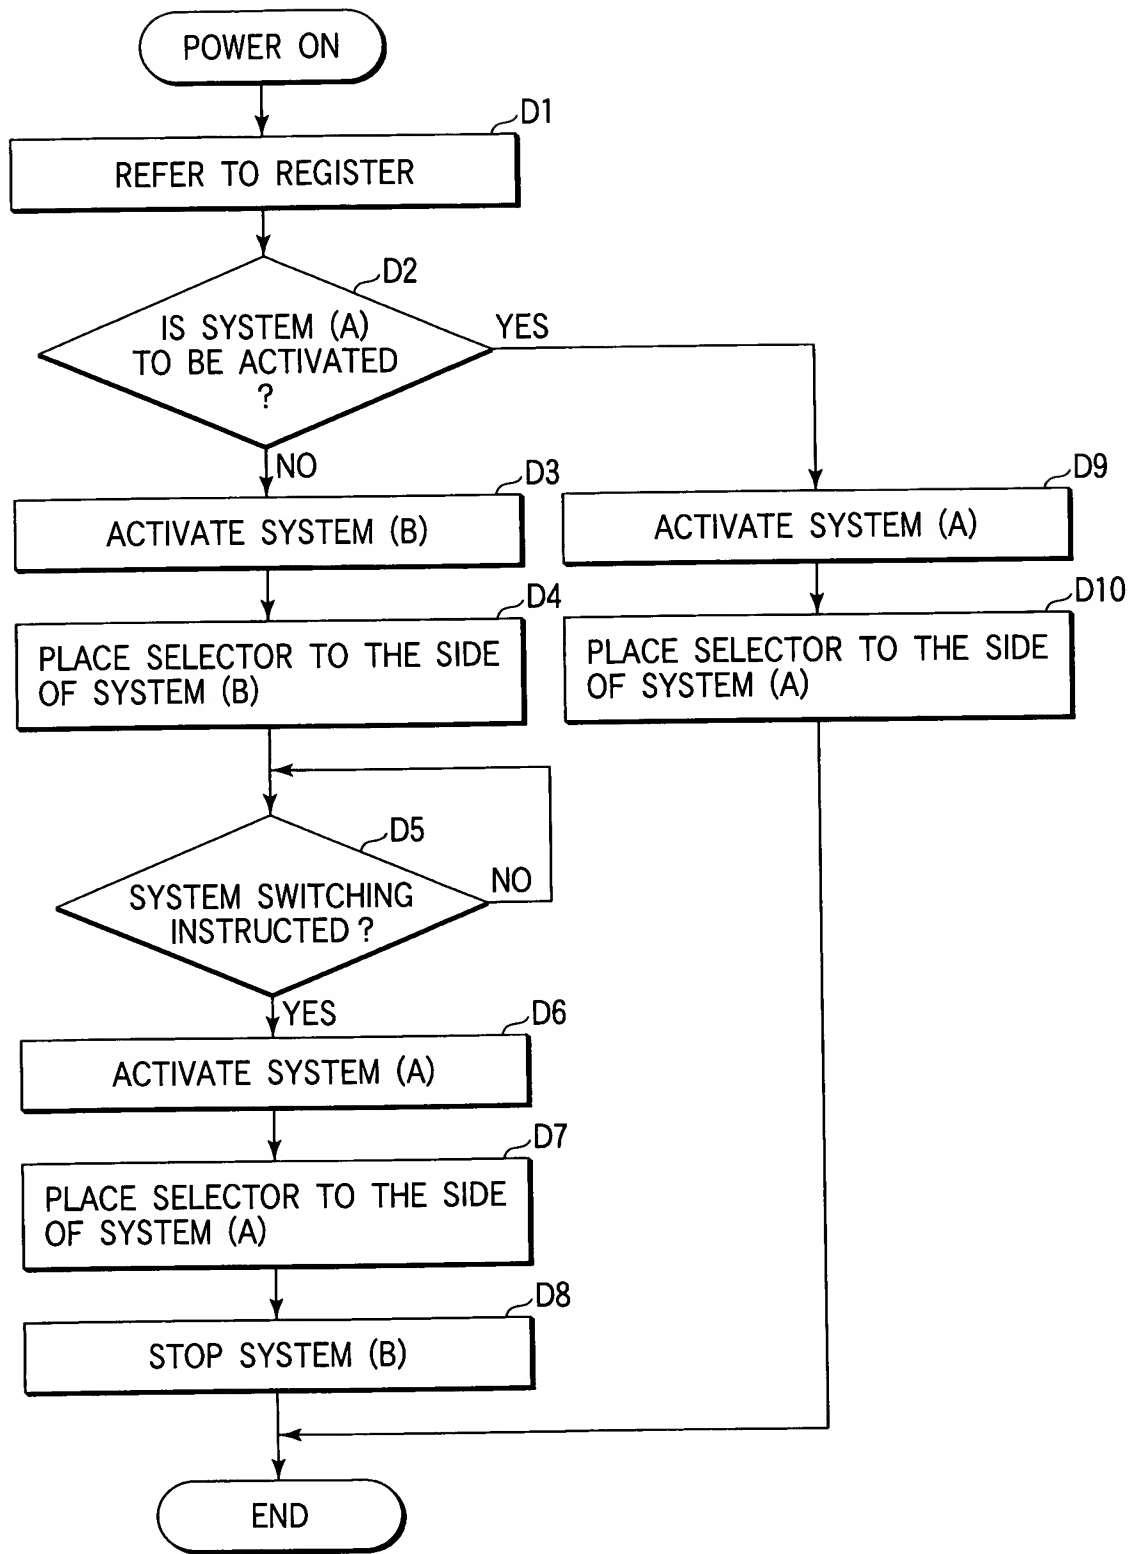 POWER ON
D1
REFER TO REGISTER
D2
IS SYSTEM (A)
TO BE ACTIVATED
?
YES
NO
D3
ACTIVATE SYSTEM (B)
D9
ACTIVATE SYSTEM (A)
D4
PLACE SELECTOR TO THE SIDE
OF SYSTEM (B)
D10
PLACE SELECTOR TO THE SIDE
OF SYSTEM (A)
D5
SYSTEM SWITCHING
INSTRUCTED ?
NO
YES
D6
ACTIVATE SYSTEM (A)
D7
PLACE SELECTOR TO THE SIDE
OF SYSTEM (A)
D8
STOP SYSTEM (B)
END